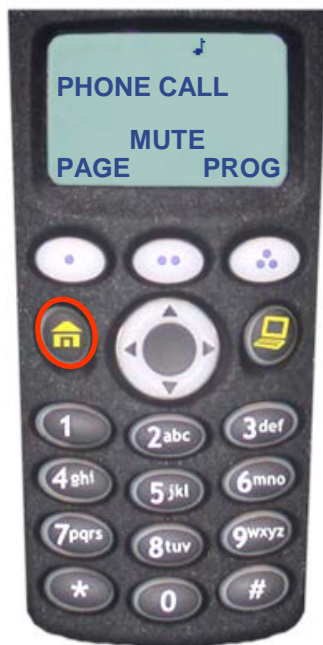 PHONE CALL
MUTE
PAGE PROG
1 2abc 3def
4ghi 5jkl 6mno
7pqrs 8tuv 9wxyz
* 0 #